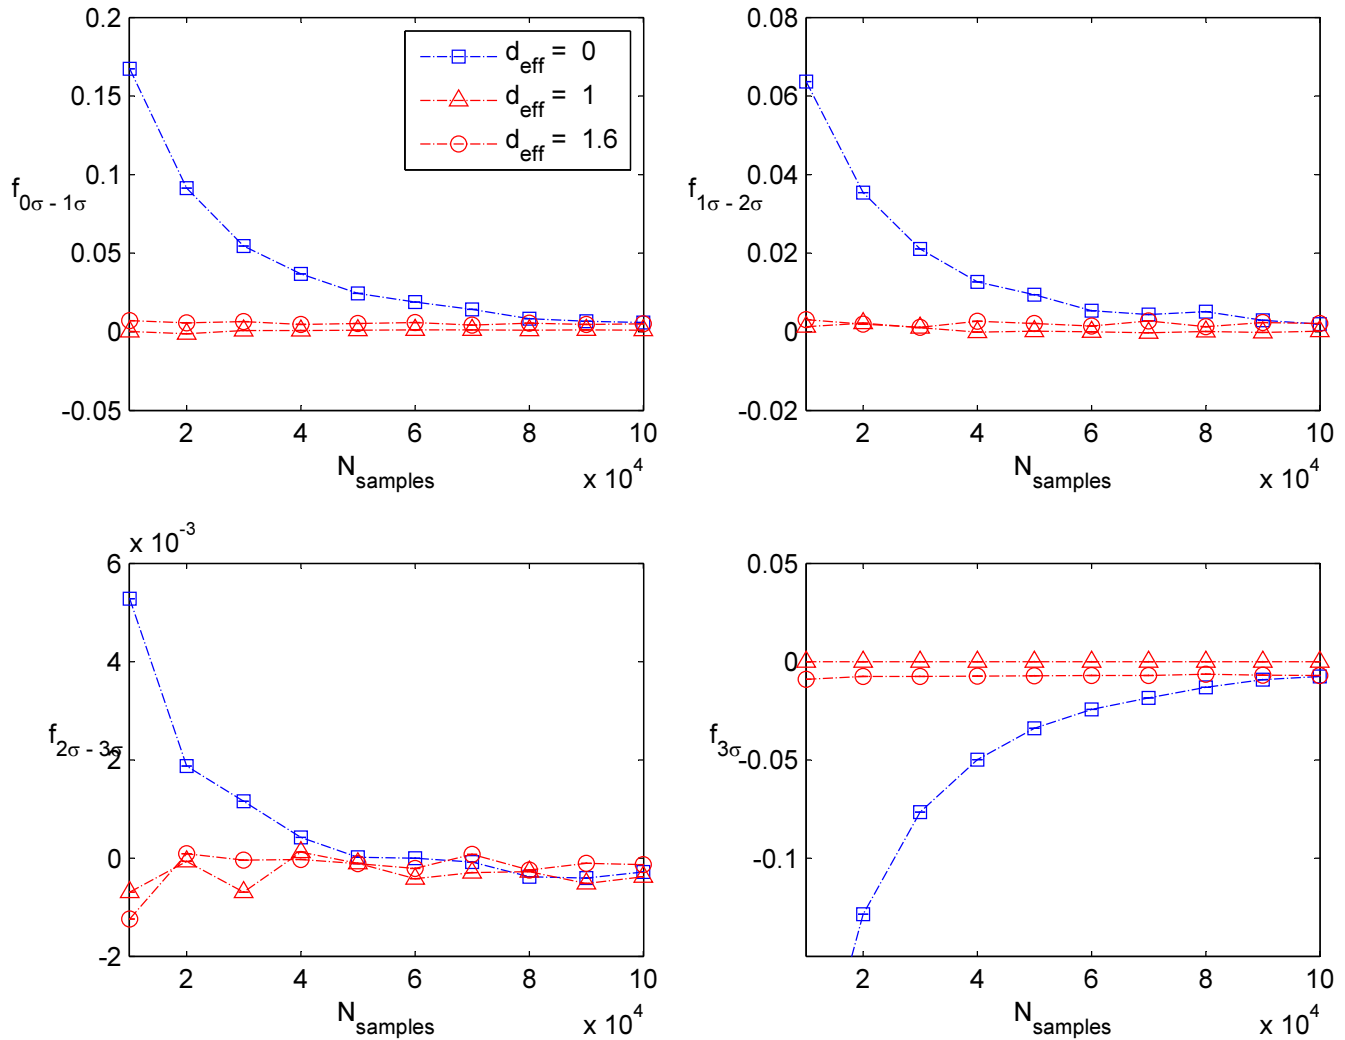 0.2
0.15
0.1
0.05
0
-0.05
f0σ - 1σ
deff = 0
deff = 1
deff = 1.6
2 4 6 8 10
Nsamples
x 10^4
0.08
0.06
0.04
0.02
0
-0.02
f1σ - 2σ
2 4 6 8 10
Nsamples
x 10^4
x 10^-3
6
4
2
0
-2
f2σ - 3σ
2 4 6 8 10
Nsamples
x 10^4
0.05
0
-0.05
-0.1
f3σ
2 4 6 8 10
Nsamples
x 10^4